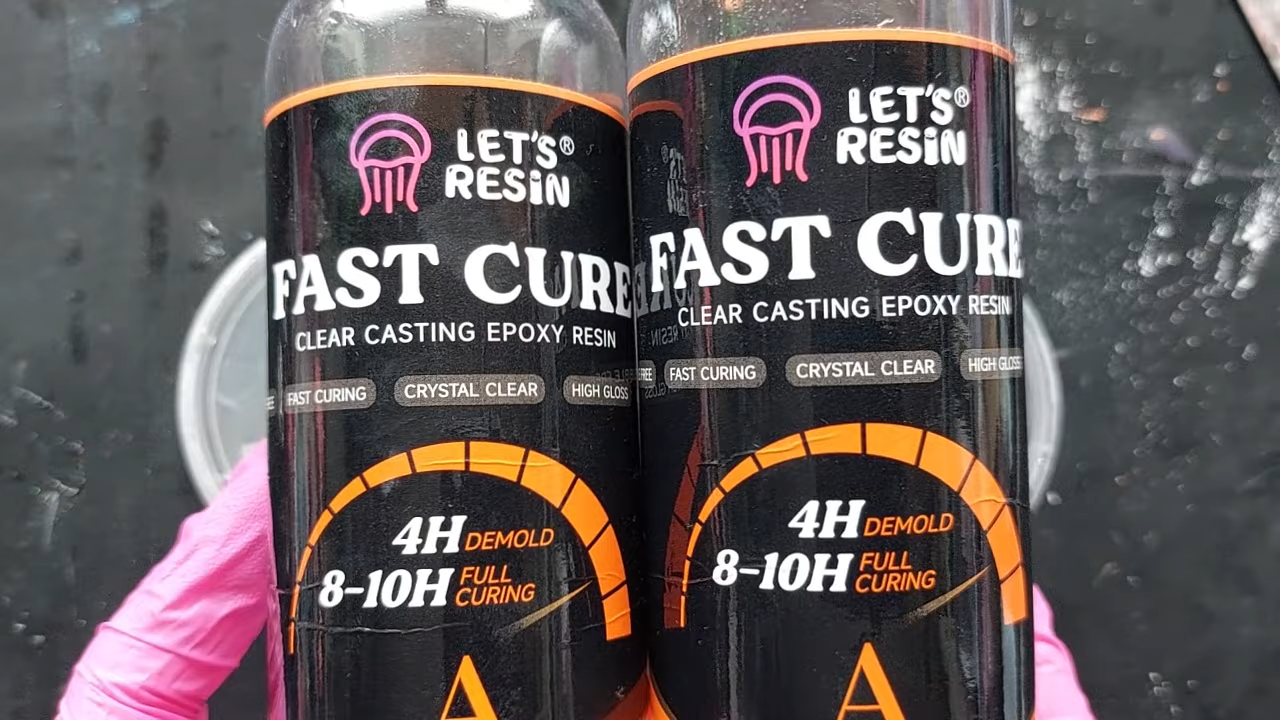 LET'S®
RESiN
FAST CURE
CLEAR CASTING EPOXY RESIN
FAST CURING
CRYSTAL CLEAR
HIGH GLOSS
4H DEMOLD
8-10H FULL CURING
A
LET'S®
RESiN
FAST CURE
CLEAR CASTING EPOXY RESIN
FREE
FAST CURING
CRYSTAL CLEAR
HIGH GLOSS
4H DEMOLD
8-10H FULL CURING
A